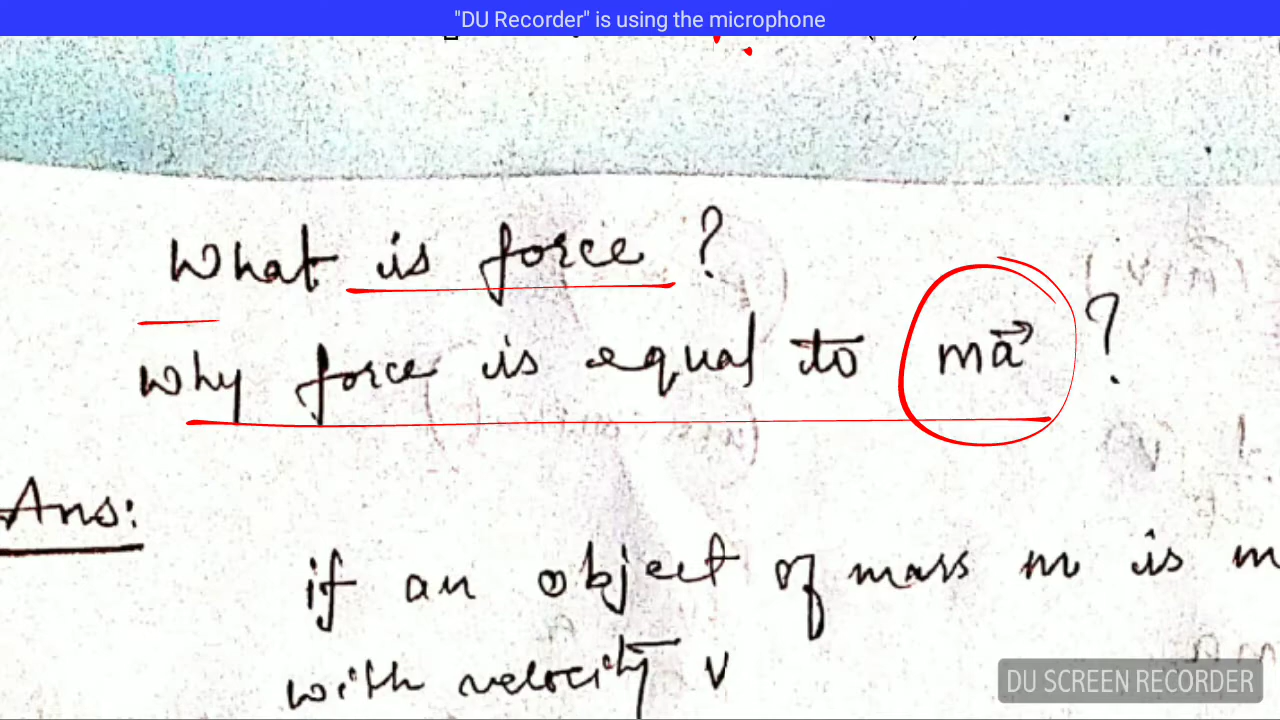 "DU Recorder" is using the microphone
What is force ?
Why force is equal to ma⃗ ?
Ans:
if an object of mass m is m
with velocity v
DU SCREEN RECORDER